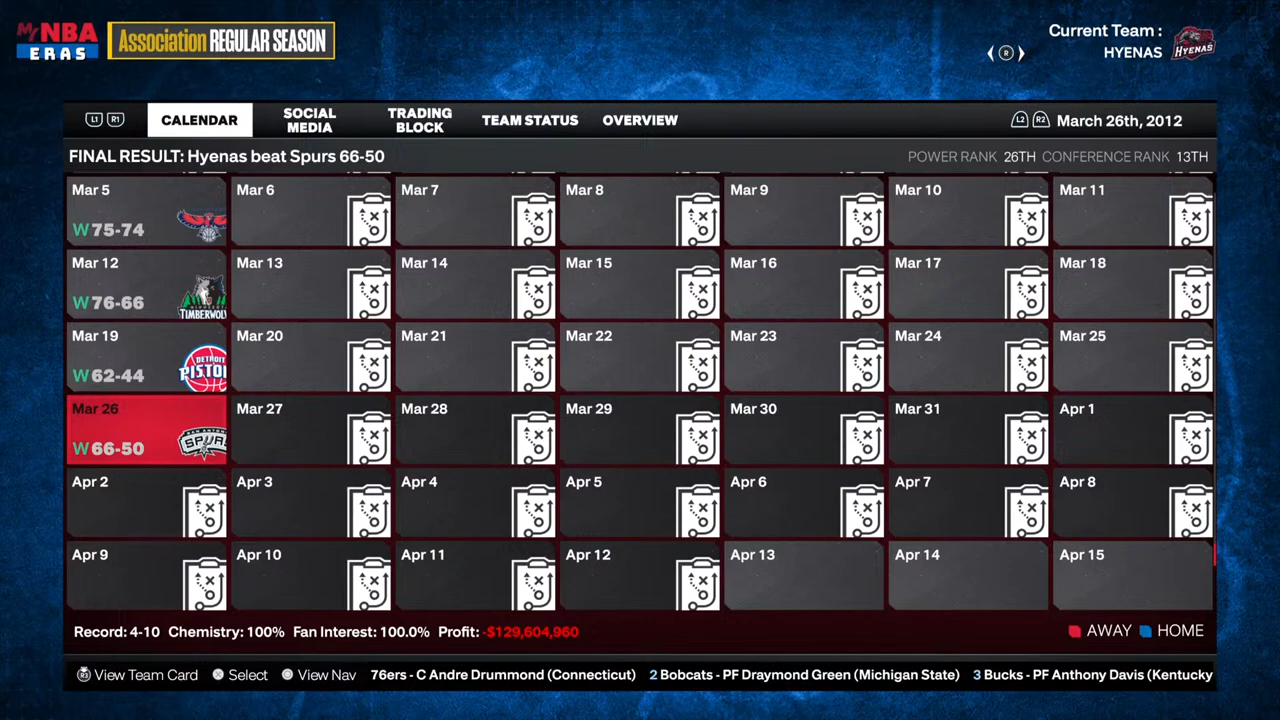 MyNBA
ERAS
Association REGULAR SEASON
R
Current Team :
HYENAS
HYENAS
L1 R1
CALENDAR
SOCIAL MEDIA
TRADING BLOCK
TEAM STATUS
OVERVIEW
L2 R2
March 26th, 2012
FINAL RESULT: Hyenas beat Spurs 66-50
POWER RANK 26TH CONFERENCE RANK 13TH
Mar 5 Mar 6 Mar 7 Mar 8 Mar 9 Mar 10 Mar 11
W 75-74
Mar 12 Mar 13 Mar 14 Mar 15 Mar 16 Mar 17 Mar 18
W 76-66 TIMBERWOL
Mar 19 Mar 20 Mar 21 Mar 22 Mar 23 Mar 24 Mar 25
W 62-44 DETROIT PISTON
Mar 26 Mar 27 Mar 28 Mar 29 Mar 30 Mar 31 Apr 1
W 66-50 SAN ANTONIO SPURS
Apr 2 Apr 3 Apr 4 Apr 5 Apr 6 Apr 7 Apr 8
Apr 9 Apr 10 Apr 11 Apr 12 Apr 13 Apr 14 Apr 15
Record: 4-10 Chemistry: 100% Fan Interest: 100.0% Profit: -$129,604,960
AWAY HOME
R3 View Team Card Select View Nav 76ers - C Andre Drummond (Connecticut) 2 Bobcats - PF Draymond Green (Michigan State) 3 Bucks - PF Anthony Davis (Kentucky